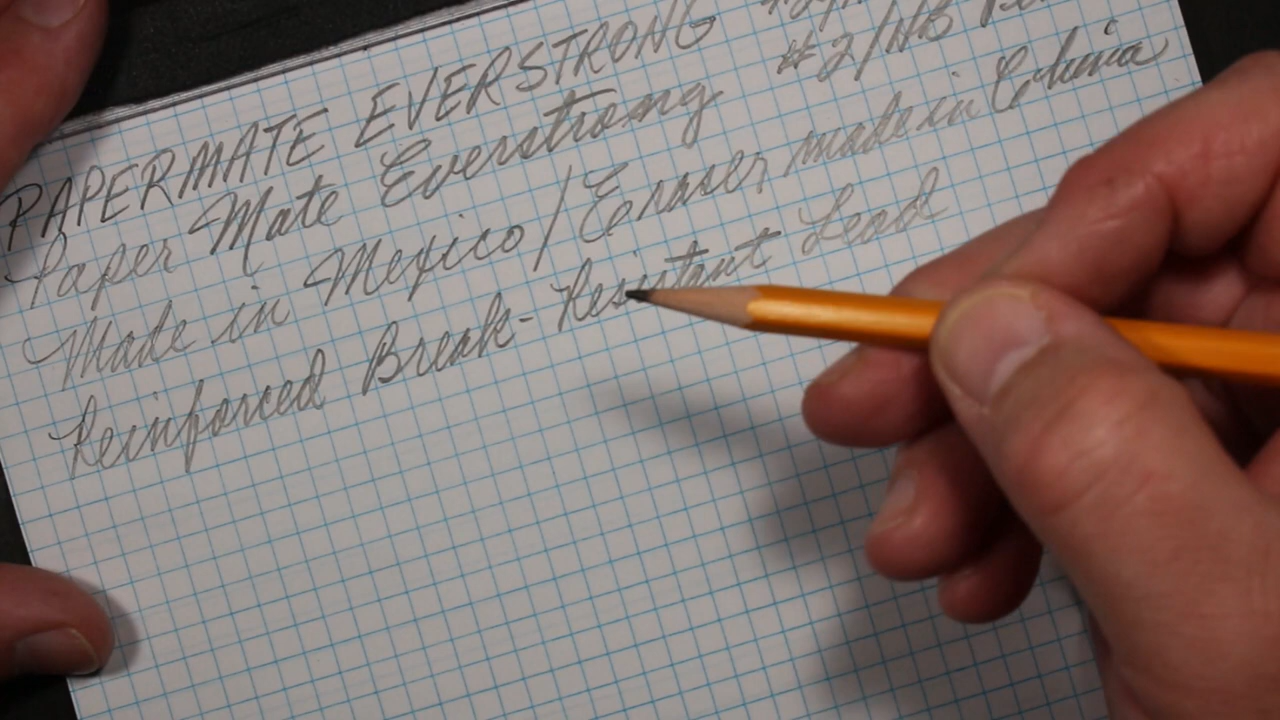 PAPERMATE EVERSTRONG
Paper Mate Everstrong #2/HB
Made in Mexico/Eraser made in China
Reinforced Break-Resistant Lead